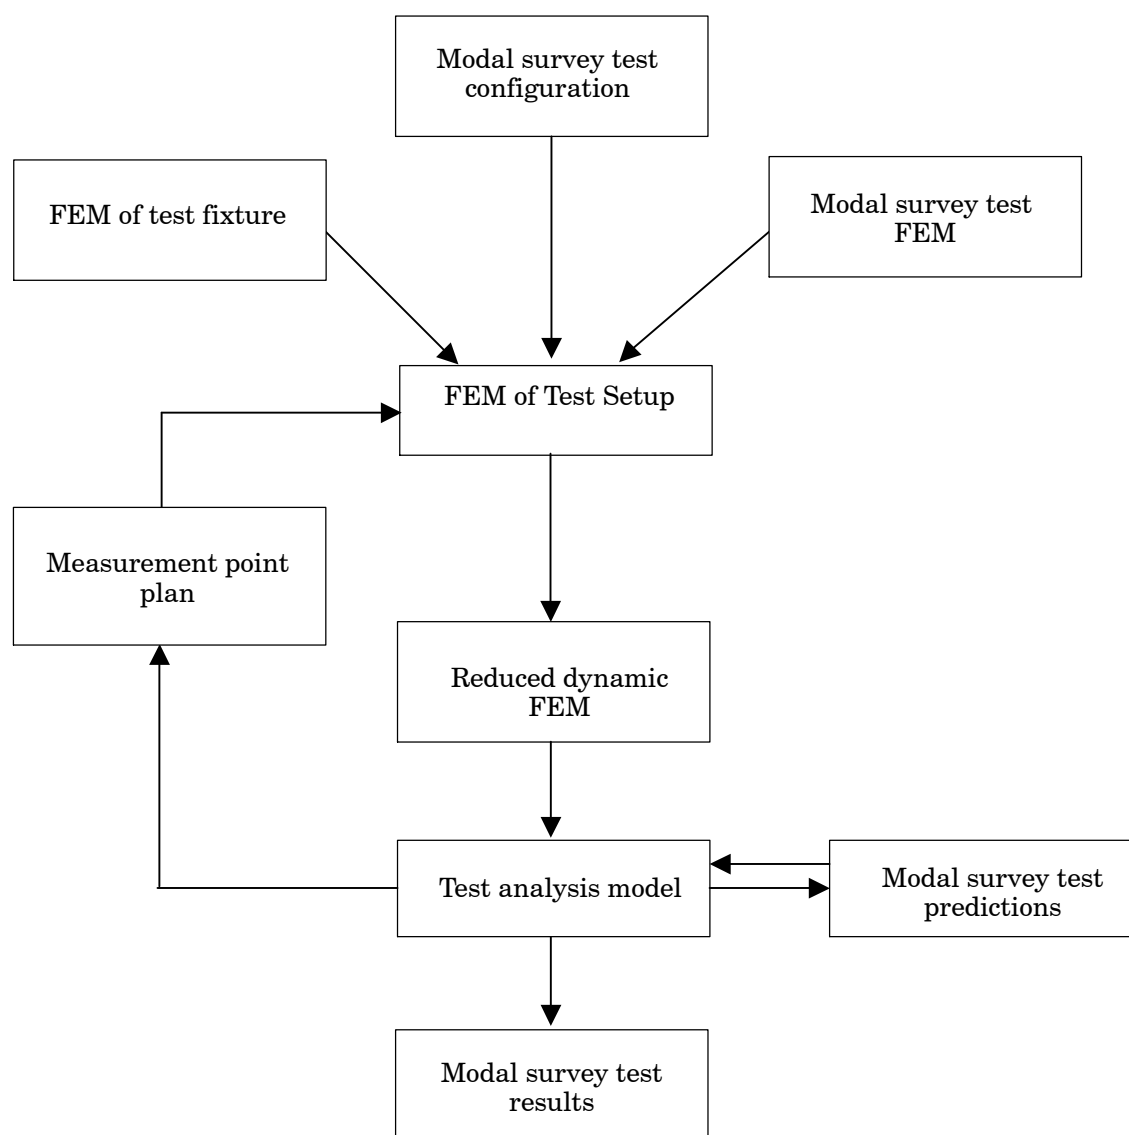 Modal survey test
configuration
FEM of test fixture
Modal survey test
FEM
FEM of Test Setup
Measurement point
plan
Reduced dynamic
FEM
Test analysis model
Modal survey test
predictions
Modal survey test
results